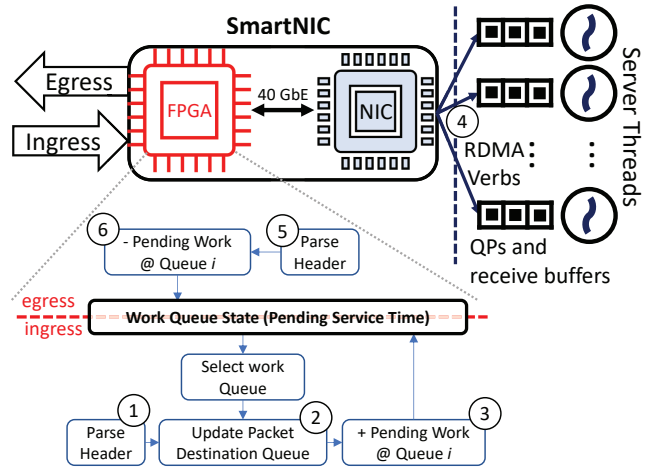 SmartNIC
Egress
Ingress
FPGA
40 GbE
NIC
Server Threads
4
RDMA
Verbs
QPs and
receive buffers
6
- Pending Work
@ Queue i
5
Parse
Header
egress
ingress
Work Queue State (Pending Service Time)
Select work
Queue
1
Parse
Header
2
Update Packet
Destination Queue
3
+ Pending Work
@ Queue i